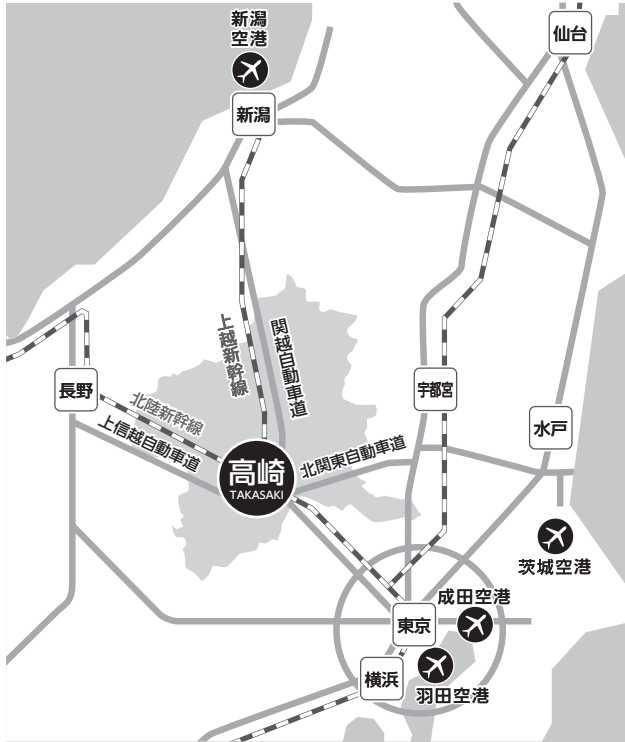 新潟
空港
仙台
新潟
上越新幹線
関越自動車道
長野
北陸新幹線
上信越自動車道
宇都宮
水戸
高崎
TAKASAKI
北関東自動車道
茨城空港
成田空港
東京
横浜
羽田空港